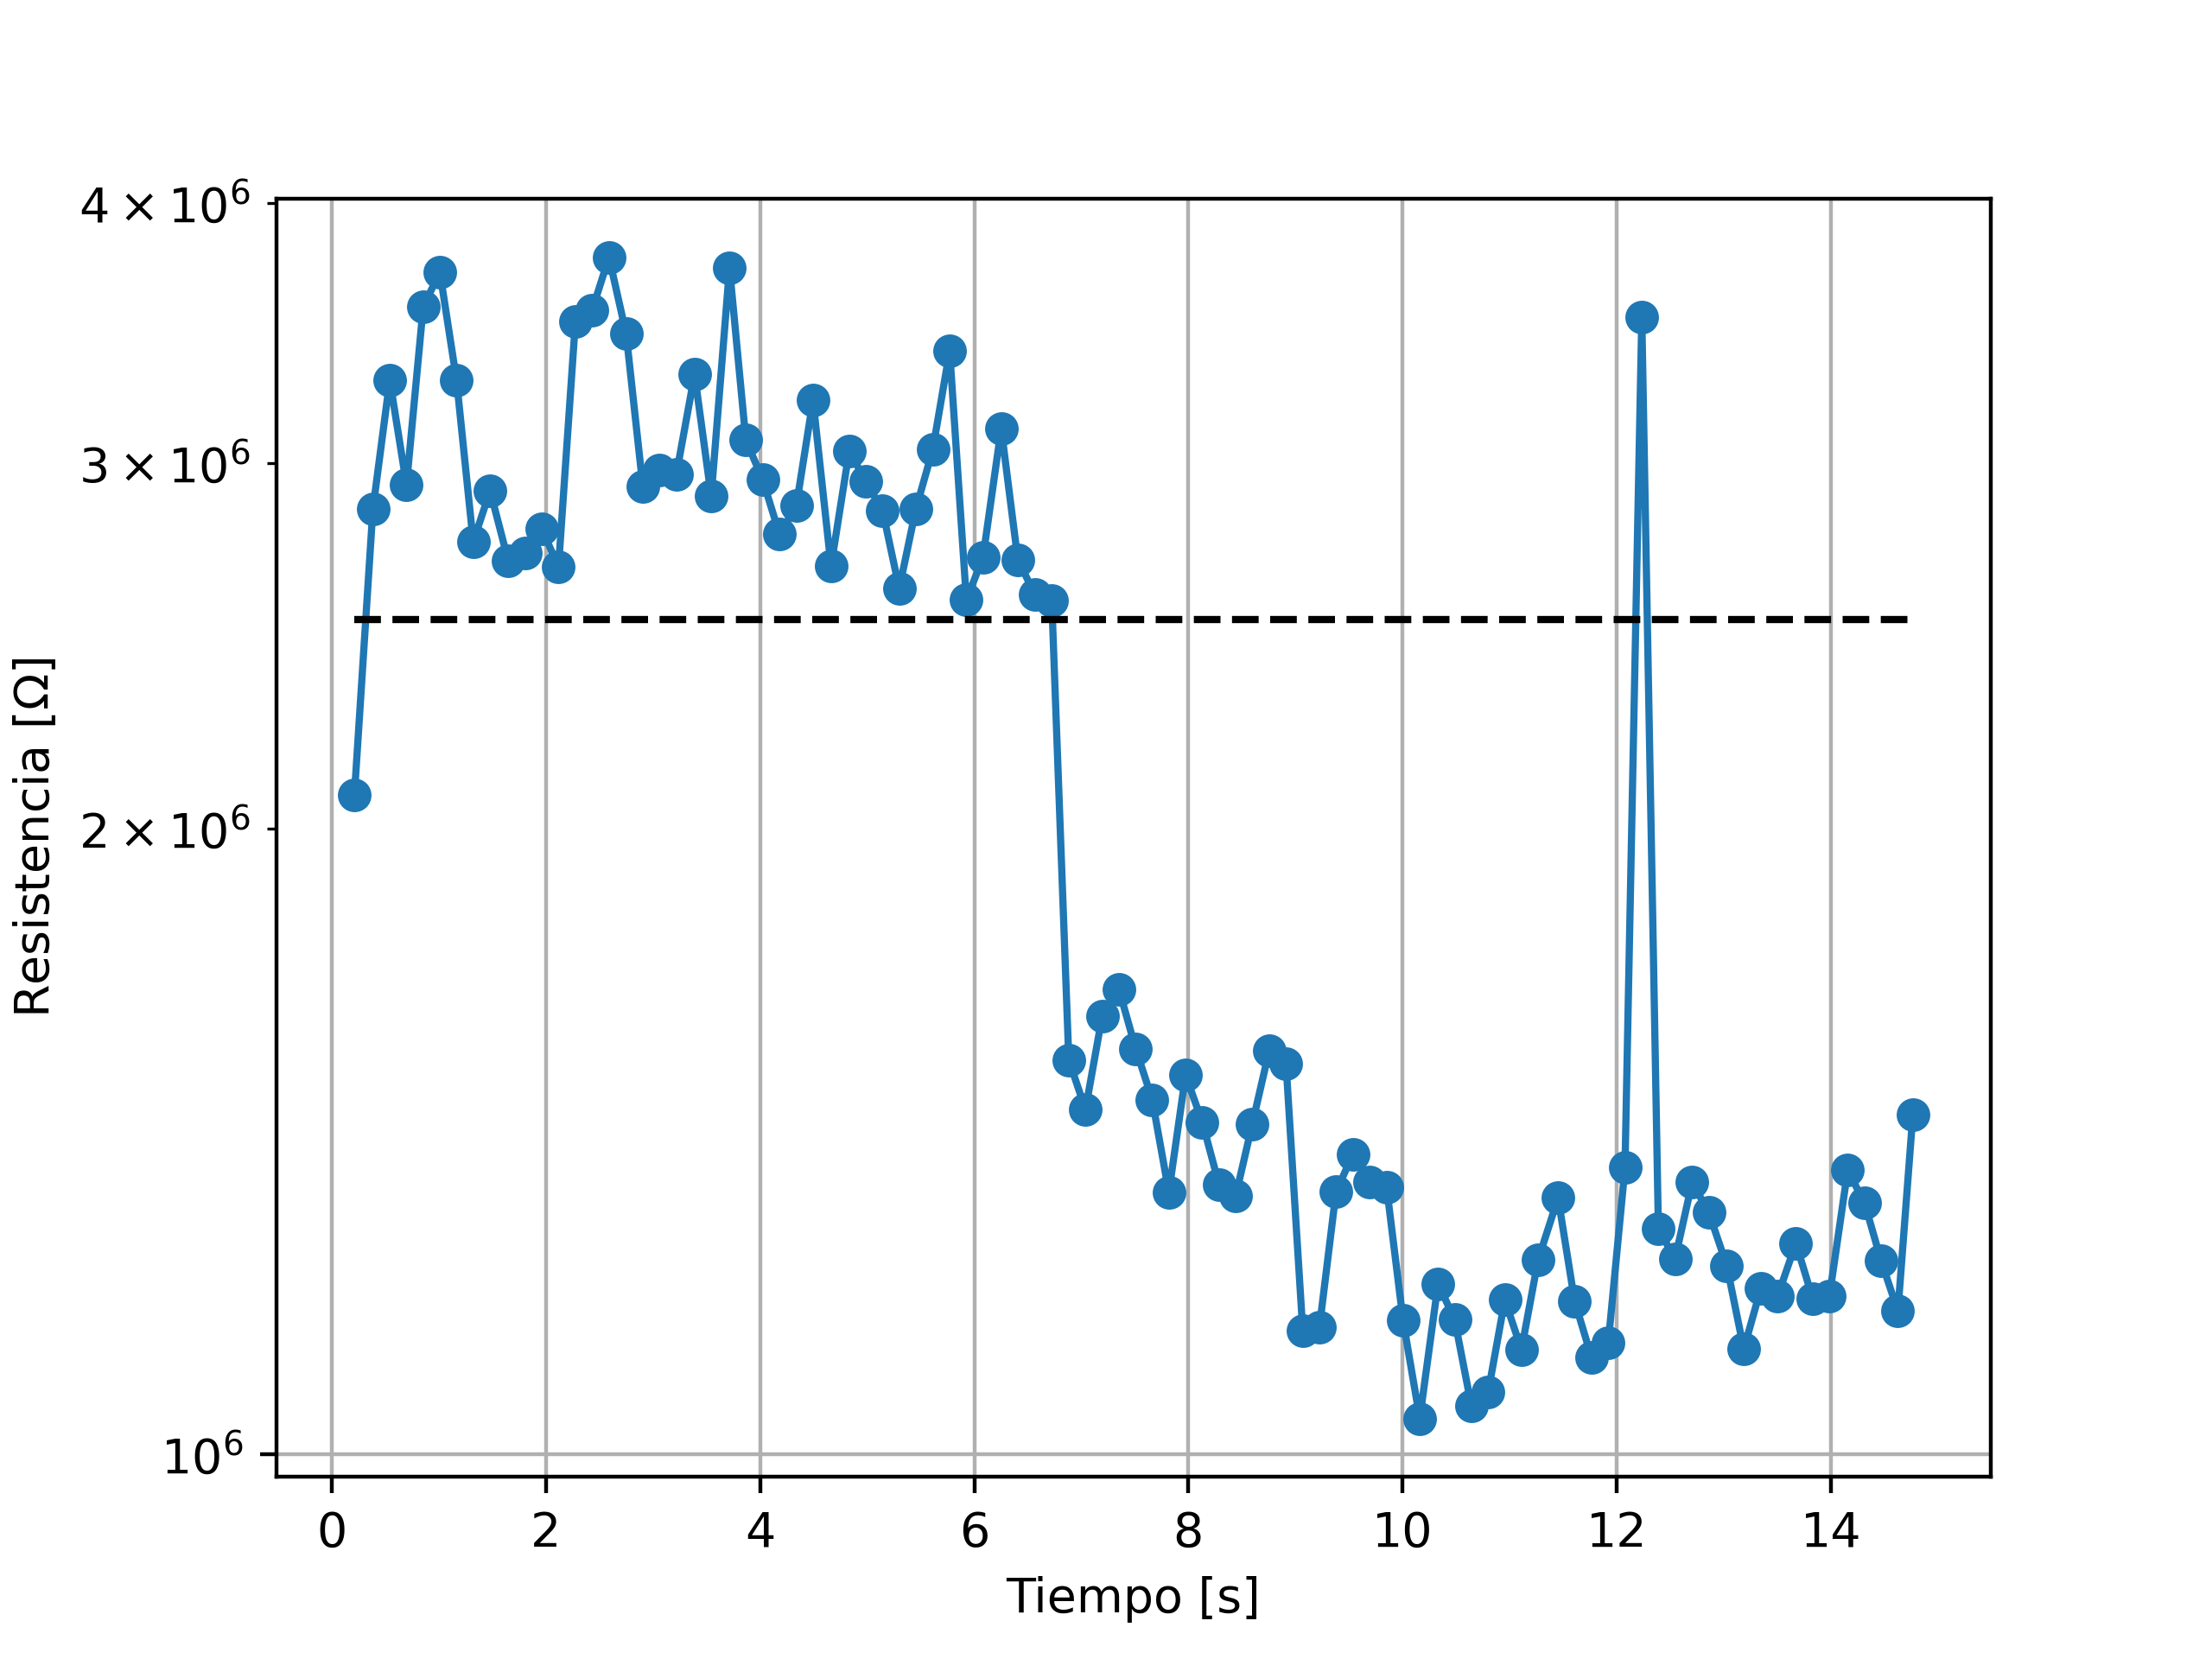 4 × 10⁶
3 × 10⁶
2 × 10⁶
10⁶
Resistencia [Ω]
0 2 4 6 8 10 12 14
Tiempo [s]